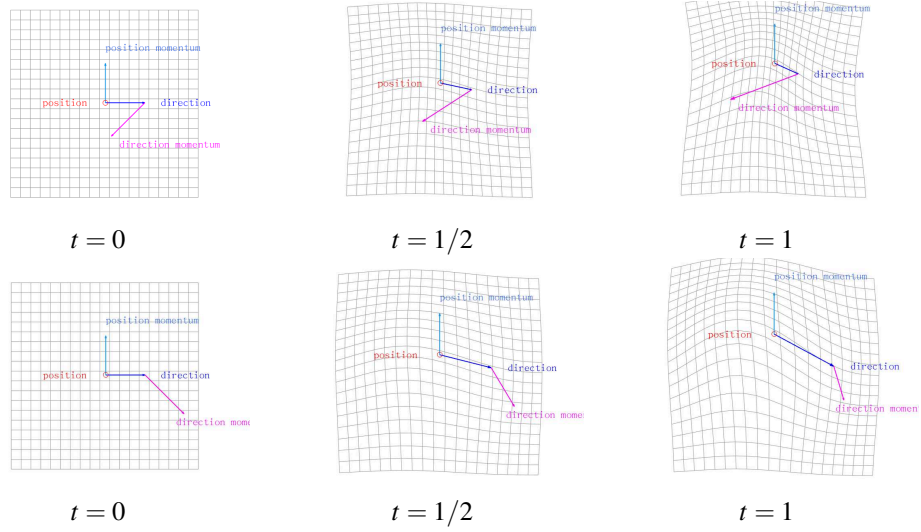 position momentum
position
direction
direction momentum
position momentum
position
direction
direction momentum
position momentum
position
direction
direction momentum
t = 0
t = 1/2
t = 1
position momentum
position
direction
direction mome
position momentum
position
direction
direction mome
position momentum
position
direction
direction moment
t = 0
t = 1/2
t = 1